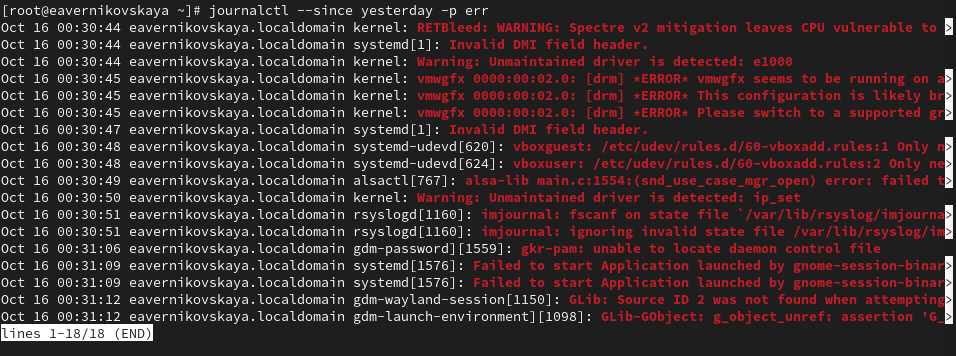 [root@eavernikovskaya ~]# journalctl --since yesterday -p err
Oct 16 00:30:44 eavernikovskaya.localdomain kernel: RETBleed: WARNING: Spectre v2 mitigation leaves CPU vulnerable to >
Oct 16 00:30:44 eavernikovskaya.localdomain systemd[1]: Invalid DMI field header.
Oct 16 00:30:44 eavernikovskaya.localdomain kernel: Warning: Unmaintained driver is detected: e1000
Oct 16 00:30:45 eavernikovskaya.localdomain kernel: vmwgfx 0000:00:02.0: [drm] *ERROR* vmwgfx seems to be running on a>
Oct 16 00:30:45 eavernikovskaya.localdomain kernel: vmwgfx 0000:00:02.0: [drm] *ERROR* This configuration is likely br>
Oct 16 00:30:45 eavernikovskaya.localdomain kernel: vmwgfx 0000:00:02.0: [drm] *ERROR* Please switch to a supported gr>
Oct 16 00:30:47 eavernikovskaya.localdomain systemd[1]: Invalid DMI field header.
Oct 16 00:30:48 eavernikovskaya.localdomain systemd-udevd[620]: vboxguest: /etc/udev/rules.d/60-vboxadd.rules:1 Only n>
Oct 16 00:30:48 eavernikovskaya.localdomain systemd-udevd[624]: vboxuser: /etc/udev/rules.d/60-vboxadd.rules:2 Only ne>
Oct 16 00:30:49 eavernikovskaya.localdomain alsactl[767]: alsa-lib main.c:1554:(snd_use_case_mgr_open) error: failed t>
Oct 16 00:30:50 eavernikovskaya.localdomain kernel: Warning: Unmaintained driver is detected: ip_set
Oct 16 00:30:51 eavernikovskaya.localdomain rsyslogd[1160]: imjournal: fscanf on state file `/var/lib/rsyslog/imjourna>
Oct 16 00:30:51 eavernikovskaya.localdomain rsyslogd[1160]: imjournal: ignoring invalid state file /var/lib/rsyslog/im>
Oct 16 00:31:06 eavernikovskaya.localdomain gdm-password][1559]: gkr-pam: unable to locate daemon control file
Oct 16 00:31:09 eavernikovskaya.localdomain systemd[1576]: Failed to start Application launched by gnome-session-binar>
Oct 16 00:31:09 eavernikovskaya.localdomain systemd[1576]: Failed to start Application launched by gnome-session-binar>
Oct 16 00:31:12 eavernikovskaya.localdomain gdm-wayland-session[1150]: GLib: Source ID 2 was not found when attempting>
Oct 16 00:31:12 eavernikovskaya.localdomain gdm-launch-environment][1098]: GLib-GObject: g_object_unref: assertion 'G_>
lines 1-18/18 (END)